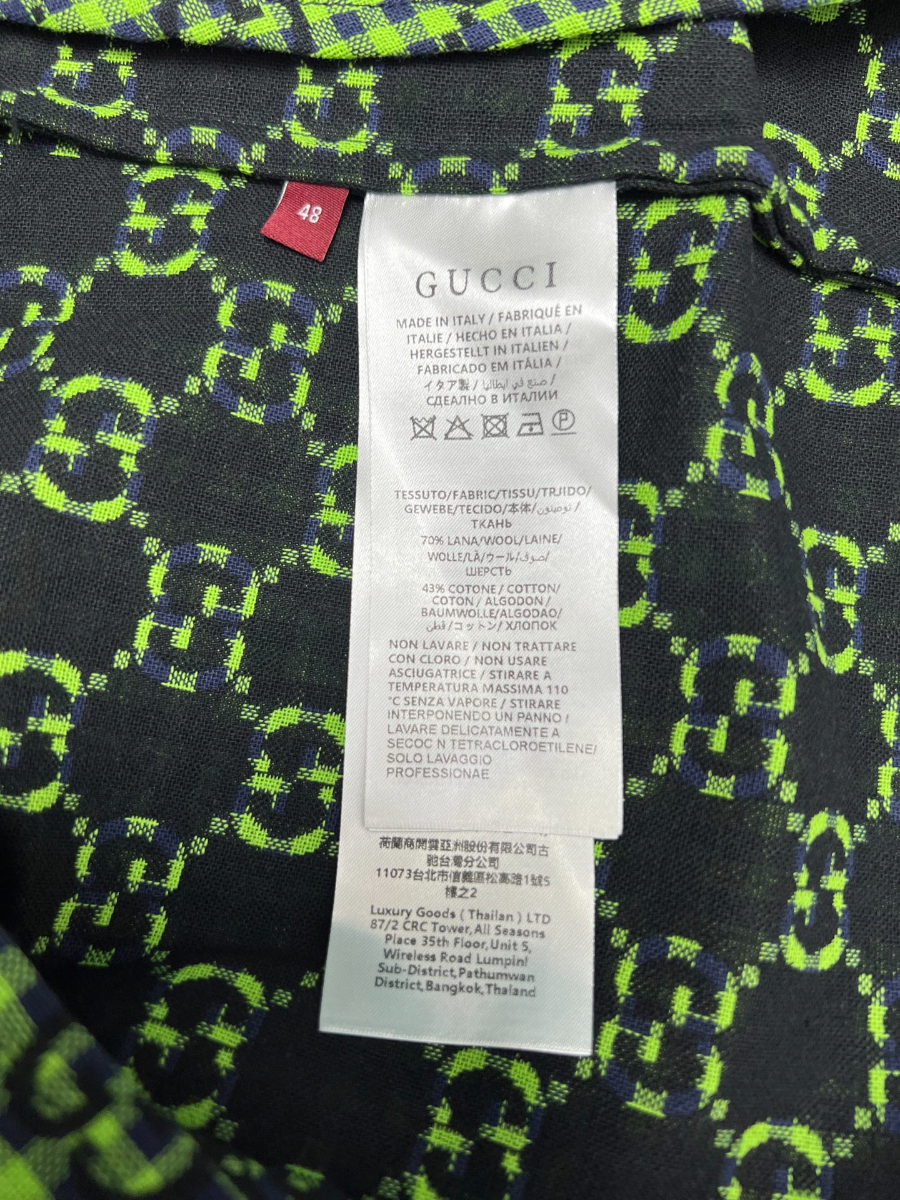 48
GUCCI
MADE IN ITALY / FABRIQUÉ EN
ITALIE / HECHO EN ITALIA /
HERGESTELLT IN ITALIEN /
FABRICADO EM ITÁLIA /
イタア製 / صنع في ايطاليا /
СДЕАЛНО В ИТАЛИИ
P
TESSUTO/FABRIC/TISSU/TRJIDO/
GEWEBE/TECIDO/本体/
ТКАНЬ
70% LANA/WOOL/LAINE/
WOLLE/LÃ/ウール/صوف/
ШЕРСТЬ
43% COTONE / COTTON/
COTON / ALGODON/
BAUMWOLLE/ALGODAO/
قطن/コットン/ХЛОПОК
NON LAVARE / NON TRATTARE
CON CLORO / NON USARE
ASCIUGATRICE / STIRARE A
TEMPERATURA MASSIMA 110
°C SENZA VAPORE / STIRARE
INTERPONENDO UN PANNO /
LAVARE DELICATAMENTE A
SECOC N TETRACLOROETILENE/
SOLO LAVAGGIO
PROFESSIONAE
荷蘭商開雲亞洲股份有限公司古
馳台灣分公司
11073台北市信義區松高路1號5
樓之2
Luxury Goods ( Thailan ) LTD
87/2 CRC Tower,All Seasons
Place 35th Floor,Unit 5,
Wireless Road Lumpin!
Sub-District,Pathumwan
District,Bangkok,Thaland